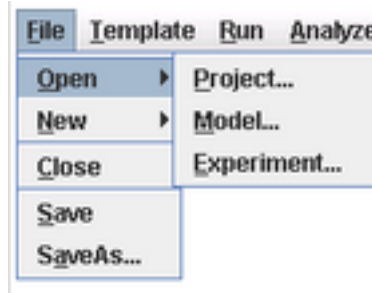 File Template Run Analyze
Open Project...
New Model...
Close Experiment...
Save
SaveAs...